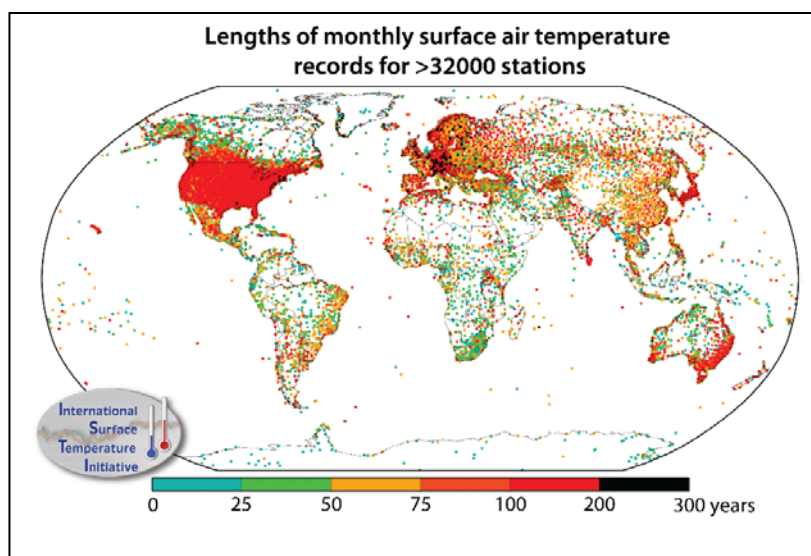 Lengths of monthly surface air temperature
records for >32000 stations
International
Surface
Temperature
Initiative
0 25 50 75 100 200 300 years